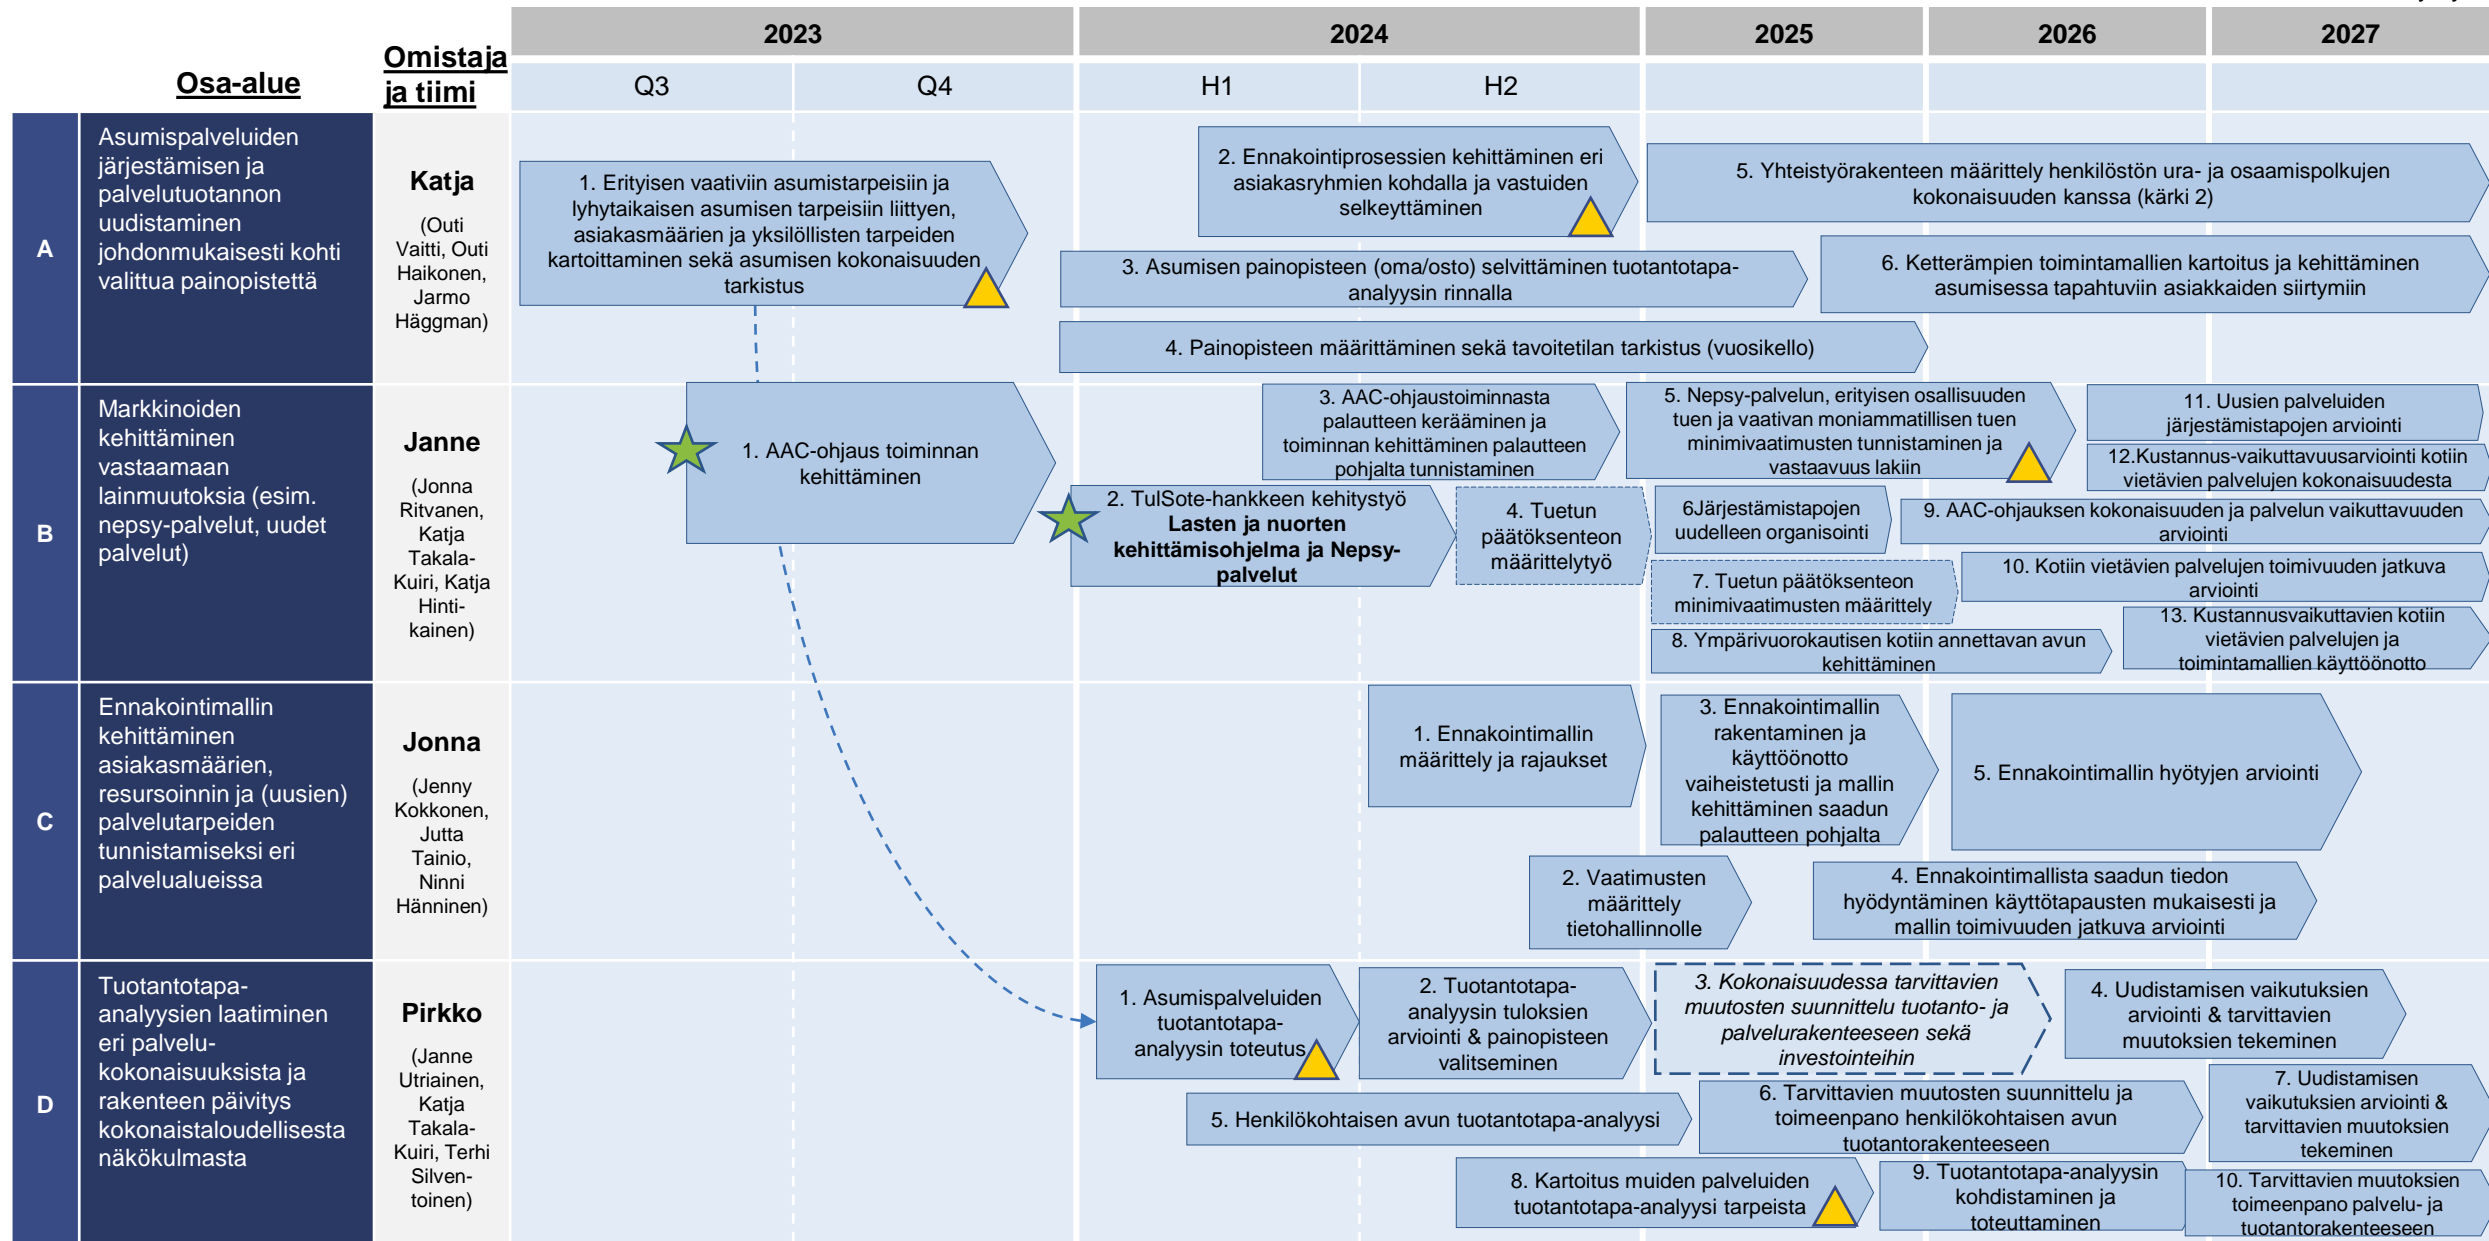 2023
2024
2025
2026
2027
Osa-alue
Omistaja
ja tiimi
Q3
Q4
H1
H2
A
Asumispalveluiden
järjestämisen ja
palvelutuotannon
uudistaminen
johdonmukaisesti kohti
valittua painopistettä
Katja
(Outi
Vaitti, Outi
Haikonen,
Jarmo
Häggman)
1. Erityisen vaativiin asumistarpeisiin ja
lyhytaikaisen asumisen tarpeisiin liittyen,
asiakasmäärien ja yksilöllisten tarpeiden
kartoittaminen sekä asumisen kokonaisuuden
tarkistus
2. Ennakointiprosessien kehittäminen eri
asiakasryhmien kohdalla ja vastuiden
selkeyttäminen
3. Asumisen painopisteen (oma/osto) selvittäminen tuotantotapa-
analyysin rinnalla
4. Painopisteen määrittäminen sekä tavoitetilan tarkistus (vuosikello)
5. Yhteistyörakenteen määrittely henkilöstön ura- ja osaamispolkujen
kokonaisuuden kanssa (kärki 2)
6. Ketterämpien toimintamallien kartoitus ja kehittäminen
asumisessa tapahtuviin asiakkaiden siirtymiin
B
Markkinoiden
kehittäminen
vastaamaan
lainmuutoksia (esim.
nepsy-palvelut, uudet
palvelut)
Janne
(Jonna
Ritvanen,
Katja
Takala-
Kuiri, Katja
Hinti-
kainen)
1. AAC-ohjaus toiminnan
kehittäminen
2. TulSote-hankkeen kehitystyö
Lasten ja nuorten
kehittämisohjelma ja Nepsy-
palvelut
3. AAC-ohjaustoiminnasta
palautteen kerääminen ja
toiminnan kehittäminen palautteen
pohjalta tunnistaminen
4. Tuetun
päätöksenteon
määrittelytyö
5. Nepsy-palvelun, erityisen osallisuuden
tuen ja vaativan moniammatillisen tuen
minimivaatimusten tunnistaminen ja
vastaavuus lakiin
6Järjestämistapojen
uudelleen organisointi
7. Tuetun päätöksenteon
minimivaatimusten määrittely
8. Ympärivuorokautisen kotiin annettavan avun
kehittäminen
11. Uusien palveluiden
järjestämistapojen arviointi
12.Kustannus-vaikuttavuusarviointi kotiin
vietävien palvelujen kokonaisuudesta
9. AAC-ohjauksen kokonaisuuden ja palvelun vaikuttavuuden
arviointi
10. Kotiin vietävien palvelujen toimivuuden jatkuva
arviointi
13. Kustannusvaikuttavien kotiin
vietävien palvelujen ja
toimintamallien käyttöönotto
C
Ennakointimallin
kehittäminen
asiakasmäärien,
resursoinnin ja (uusien)
palvelutarpeiden
tunnistamiseksi eri
palvelualueissa
Jonna
(Jenny
Kokkonen,
Jutta
Tainio,
Ninni
Hänninen)
1. Ennakointimallin
määrittely ja rajaukset
2. Vaatimusten
määrittely
tietohallinnolle
3. Ennakointimallin
rakentaminen ja
käyttöönotto
vaiheistetusti ja mallin
kehittäminen saadun
palautteen pohjalta
5. Ennakointimallin hyötyjen arviointi
4. Ennakointimallista saadun tiedon
hyödyntäminen käyttötapausten mukaisesti ja
mallin toimivuuden jatkuva arviointi
D
Tuotantotapa-
analyysien laatiminen
eri palvelu-
kokonaisuuksista ja
rakenteen päivitys
kokonaistaloudellisesta
näkökulmasta
Pirkko
(Janne
Utriainen,
Katja
Takala-
Kuiri, Terhi
Silven-
toinen)
1. Asumispalveluiden
tuotantotapa-
analyysin toteutus
2. Tuotantotapa-
analyysin tuloksien
arviointi & painopisteen
valitseminen
3. Kokonaisuudessa tarvittavien
muutosten suunnittelu tuotanto- ja
palvelurakenteeseen sekä
investointeihin
4. Uudistamisen vaikutuksien
arviointi & tarvittavien
muutoksien tekeminen
5. Henkilökohtaisen avun tuotantotapa-analyysi
6. Tarvittavien muutosten suunnittelu ja
toimeenpano henkilökohtaisen avun
tuotantorakenteeseen
7. Uudistamisen
vaikutuksien arviointi &
tarvittavien muutoksien
tekeminen
8. Kartoitus muiden palveluiden
tuotantotapa-analyysi tarpeista
9. Tuotantotapa-analyysin
kohdistaminen ja
toteuttaminen
10. Tarvittavien muutoksien
toimeenpano palvelu- ja
tuotantorakenteeseen